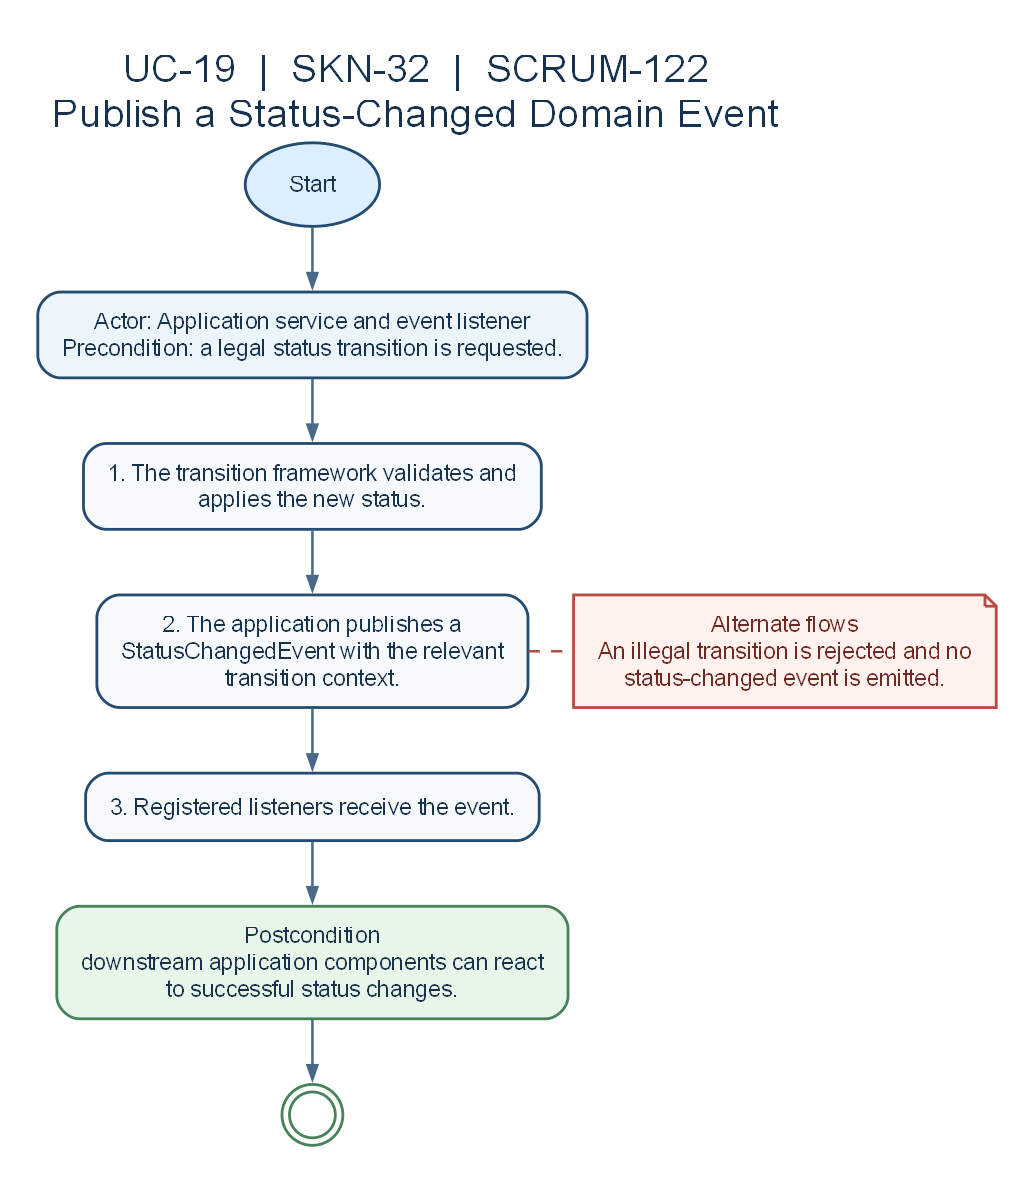 UC-19 | SKN-32 | SCRUM-122
Publish a Status-Changed Domain Event
Start
Actor: Application service and event listener
Precondition: a legal status transition is requested.
1. The transition framework validates and
applies the new status.
2. The application publishes a
StatusChangedEvent with the relevant
transition context.
Alternate flows
An illegal transition is rejected and no
status-changed event is emitted.
3. Registered listeners receive the event.
Postcondition
downstream application components can react
to successful status changes.